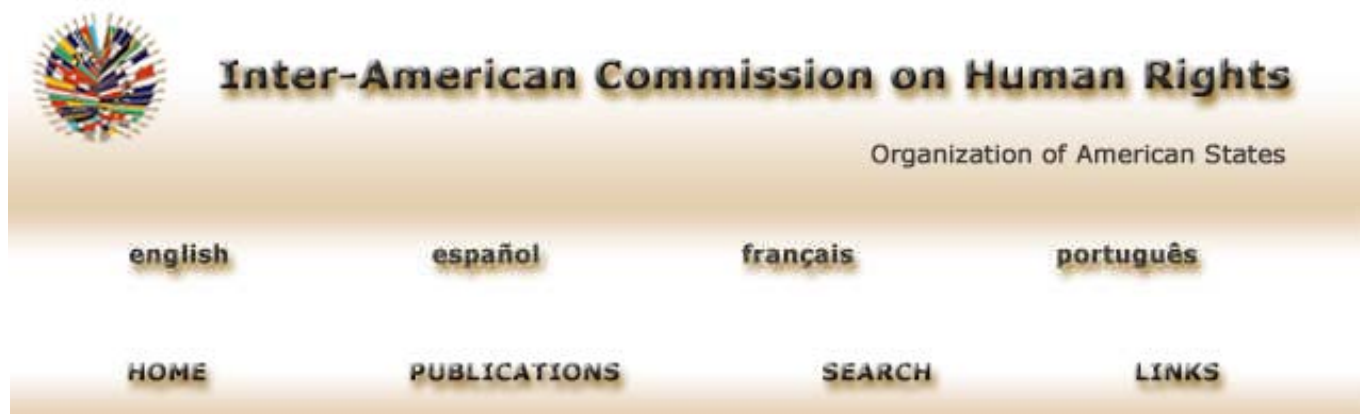 Inter-American Commission on Human Rights
Organization of American States
english español français português
HOME PUBLICATIONS SEARCH LINKS